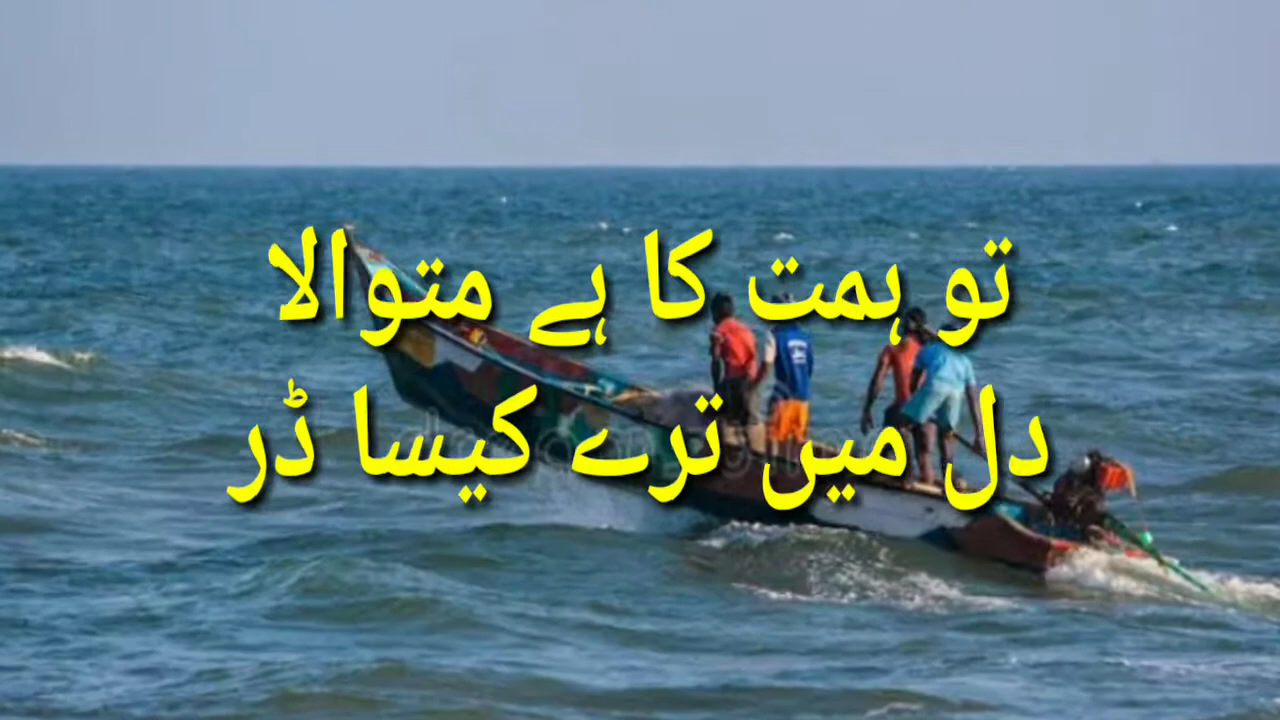 تو ہمت کا ہے متوالا
دل میں ترے کیسا ڈر